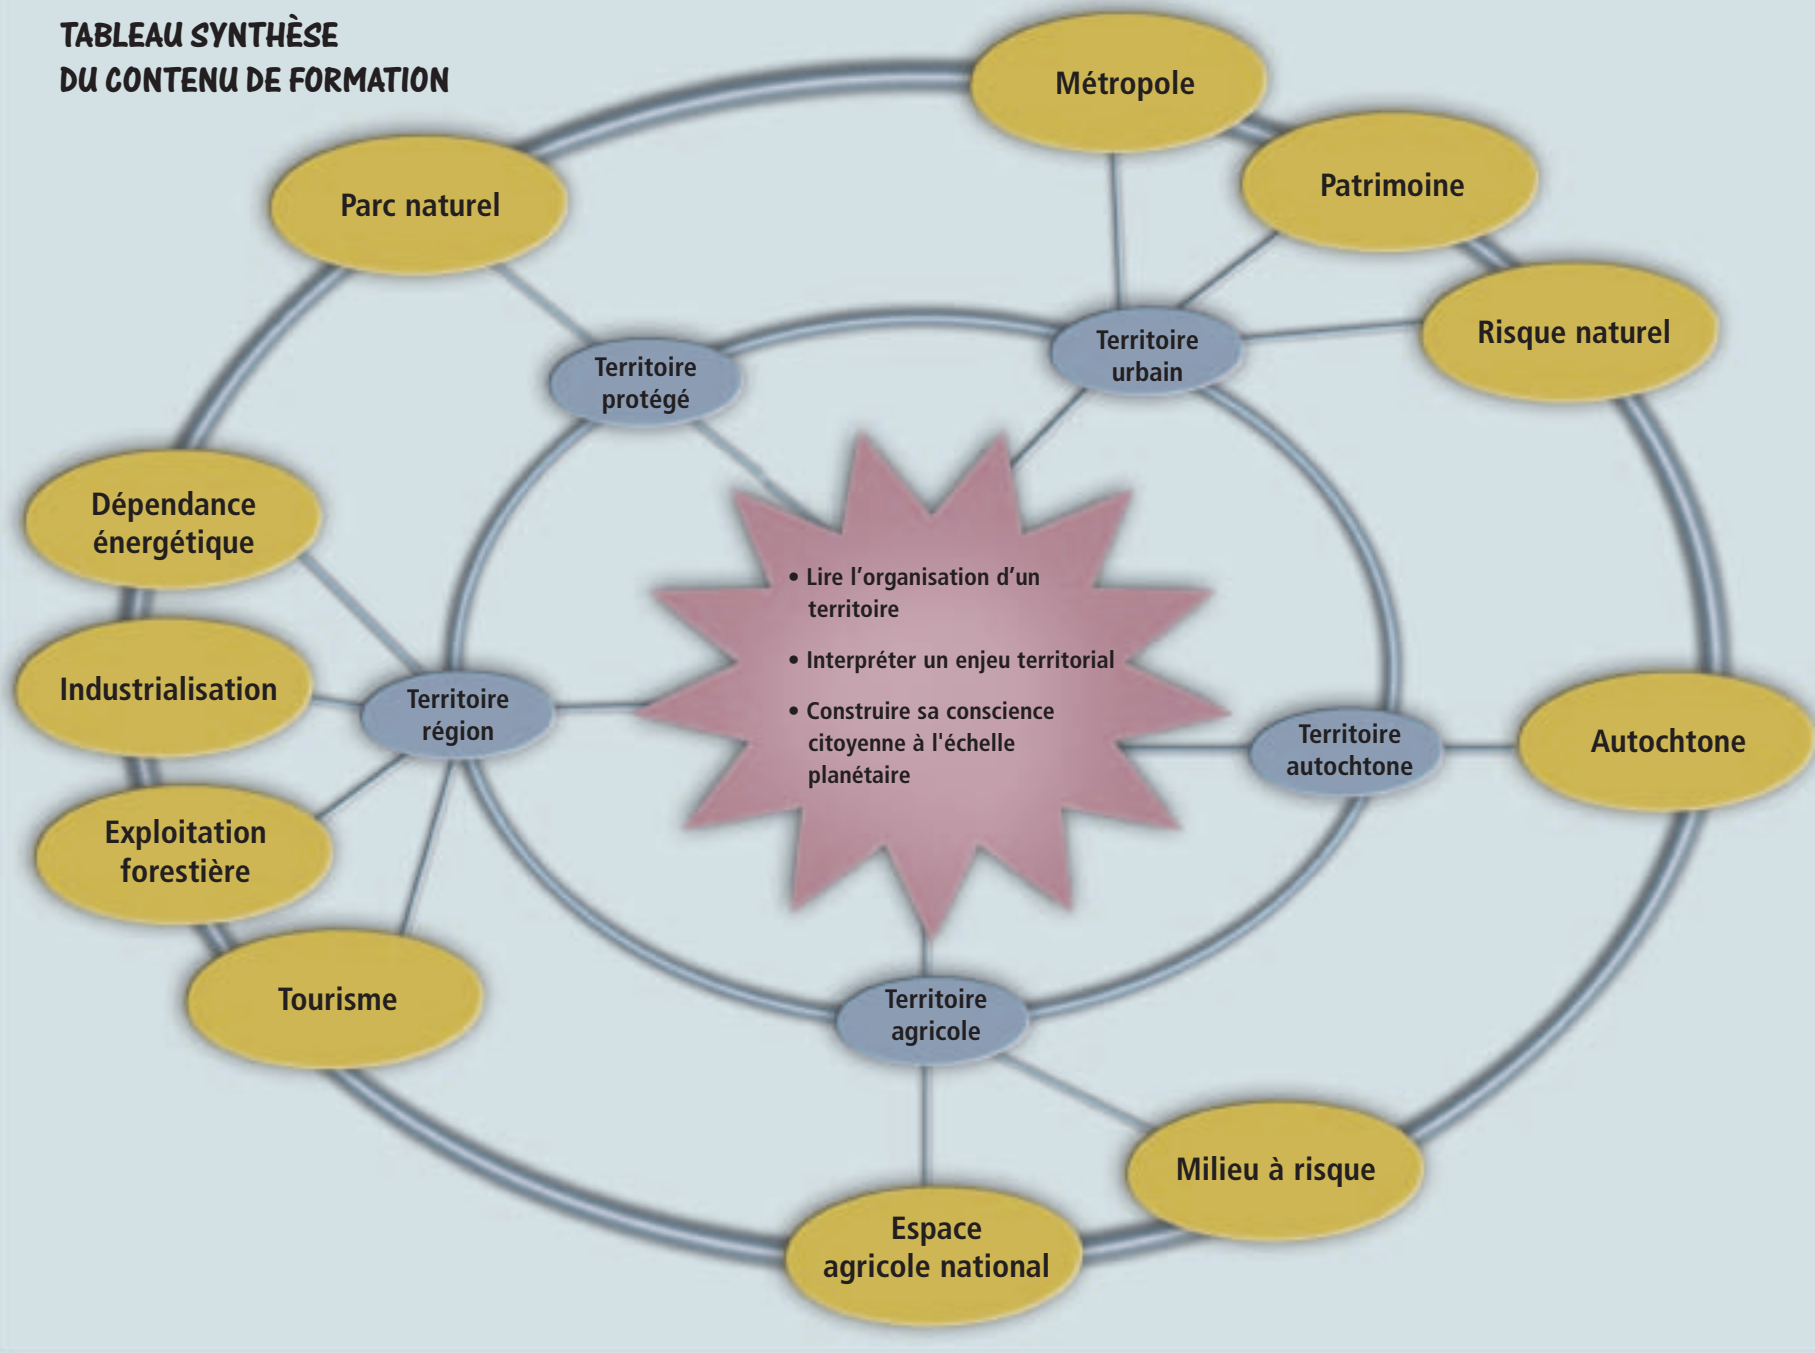 TABLEAU SYNTHÈSE
DU CONTENU DE FORMATION
Métropole
Patrimoine
Parc naturel
Risque naturel
Territoire
urbain
Territoire
protégé
Dépendance
énergétique
• Lire l’organisation d’un
territoire
• Interpréter un enjeu territorial
• Construire sa conscience
citoyenne à l'échelle
planétaire
Industrialisation
Territoire
région
Territoire
autochtone
Autochtone
Exploitation
forestière
Tourisme
Territoire
agricole
Milieu à risque
Espace
agricole national